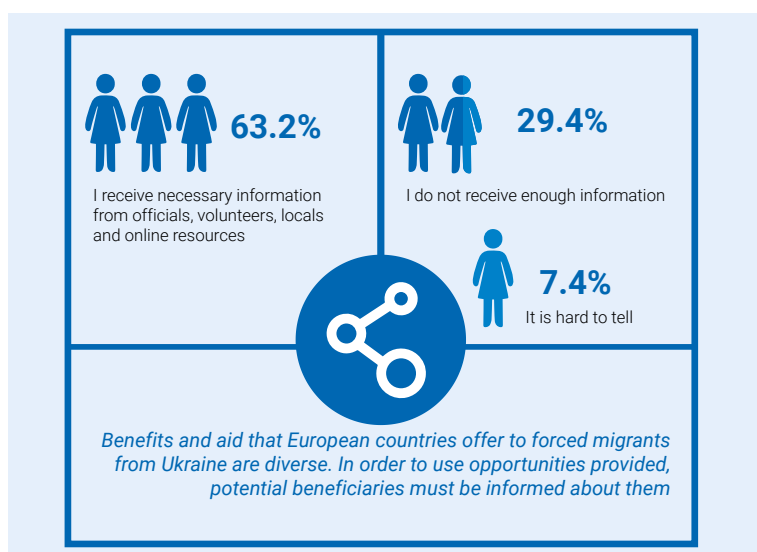 63.2%
I receive necessary information
from officials, volunteers, locals
and online resources
29.4%
I do not receive enough information
7.4%
It is hard to tell
Benefits and aid that European countries offer to forced migrants
from Ukraine are diverse. In order to use opportunities provided,
potential beneficiaries must be informed about them